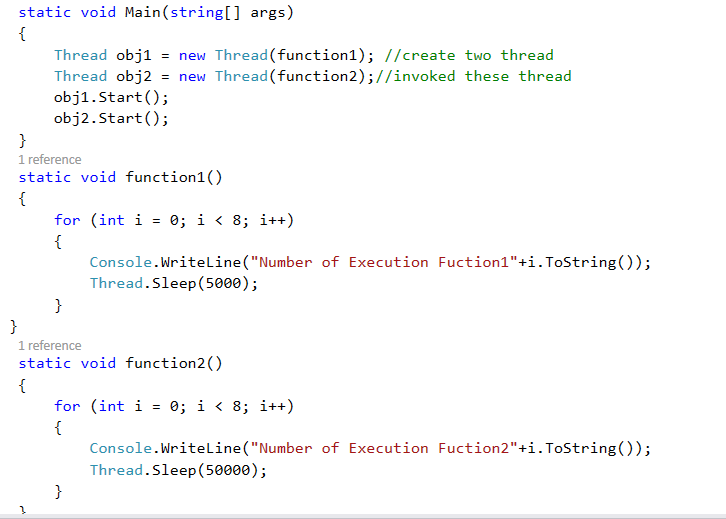 static void Main(string[] args)
{
Thread obj1 = new Thread(function1); //create two thread
Thread obj2 = new Thread(function2);//invoked these thread
obj1.Start();
obj2.Start();
}
1 reference
static void function1()
{
for (int i = 0; i < 8; i++)
{
Console.WriteLine("Number of Execution Fuction1"+i.ToString());
Thread.Sleep(5000);
}
}
1 reference
static void function2()
{
for (int i = 0; i < 8; i++)
{
Console.WriteLine("Number of Execution Fuction2"+i.ToString());
Thread.Sleep(50000);
}
}